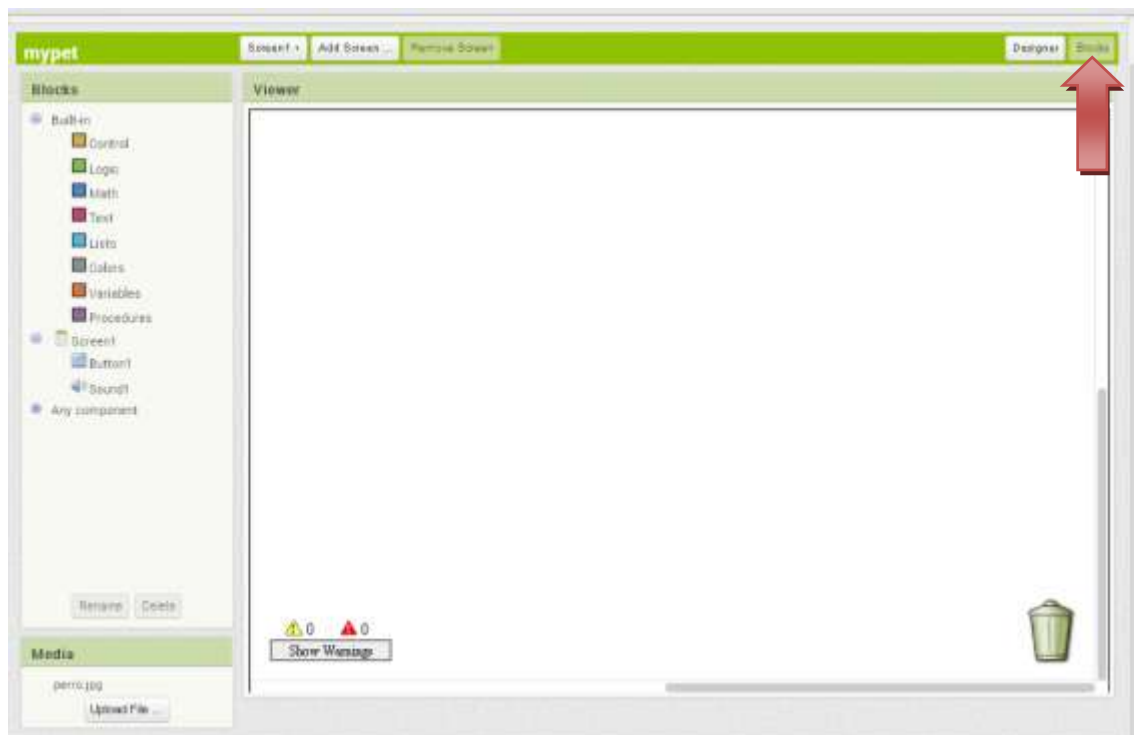 mypet
Screen1
Add Screen ...
Remove Screen
Designer
Blocks
Blocks
Viewer
Built-in
Control
Logic
Math
Text
Lists
Colors
Variables
Procedures
Screen1
Button1
Sound1
Any component
Rename
Delete
0
0
Show Warnings
Media
perro.jpg
Upload File ...